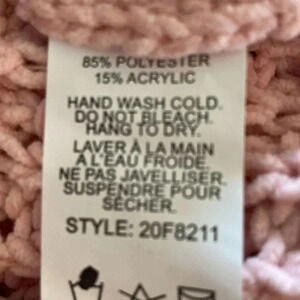 85% POLYESTER
15% ACRYLIC
HAND WASH COLD.
DO NOT BLEACH.
HANG TO DRY.
LAVER À LA MAIN
A L'EAU FROIDE.
NE PAS JAVELLISER.
SUSPENDRE POUR
SÉCHER.
STYLE: 20F8211